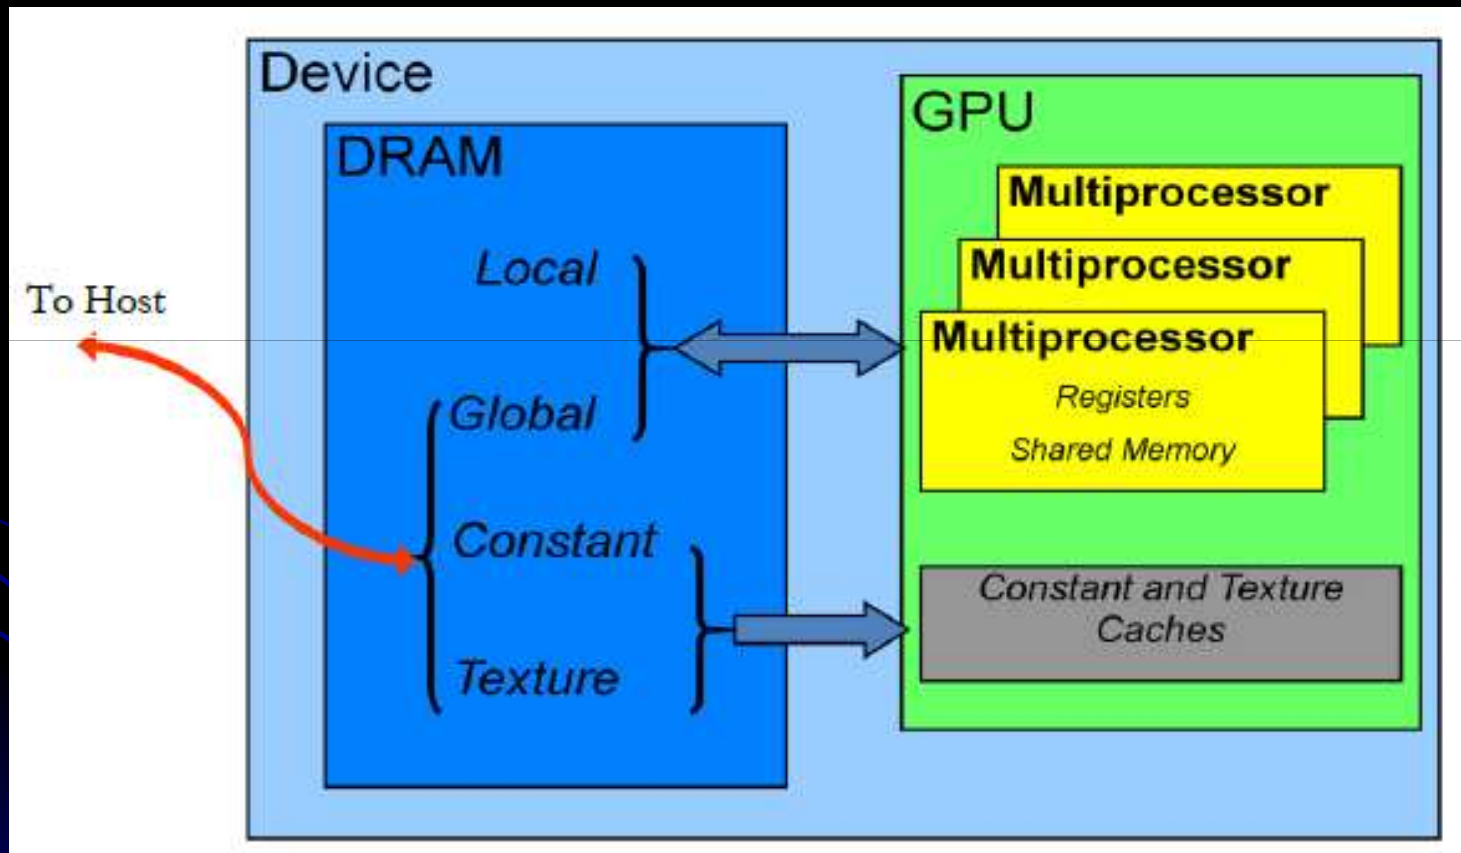 Device
DRAM
Local
Global
Constant
Texture
To Host
GPU
Multiprocessor
Multiprocessor
Multiprocessor
Registers
Shared Memory
Constant and Texture
Caches